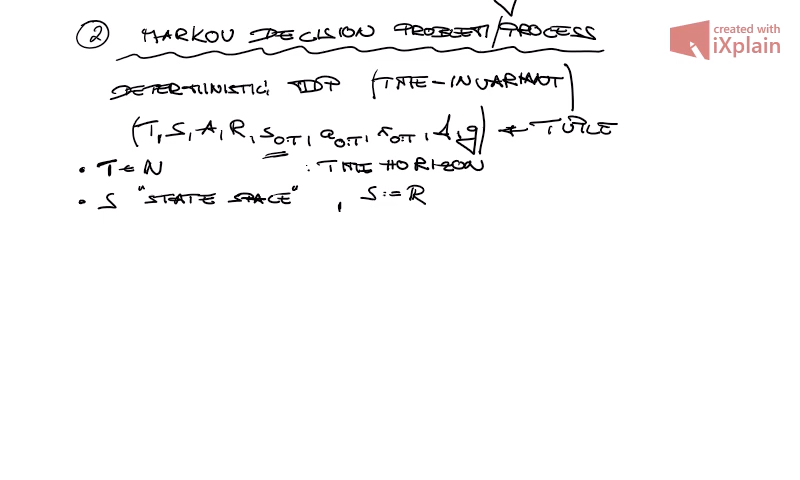 created with
iXplain
② MARKOV DECISION PROBLEM/PROCESS
DETERMINISTIC MDP (TIME-INVARIANT)
(T, S, A, R, s₀:T, a₀:T, r₀:T, f, g) ← TUPLE
• T ∈ N : TIME HORIZON
• S "STATE SPACE" , S := ℝ